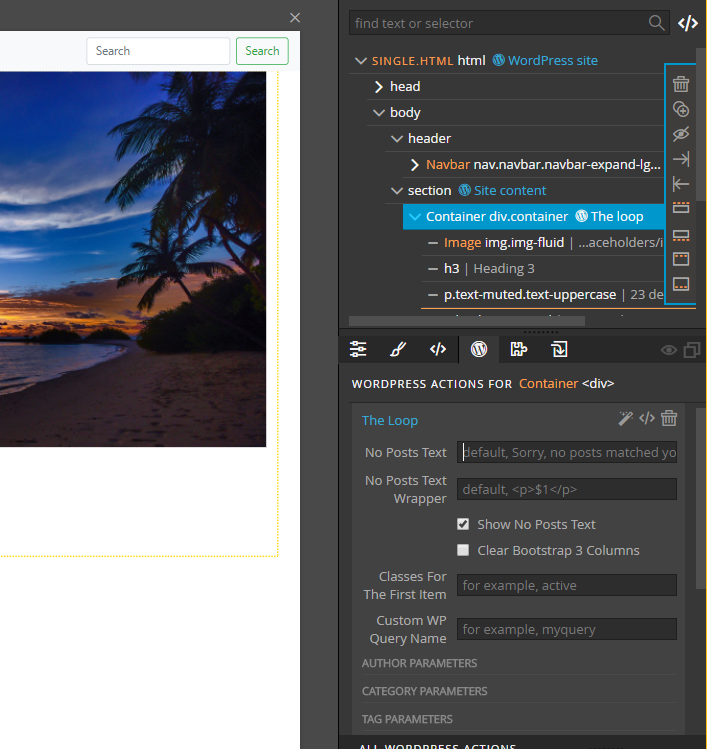 Search
Search
find text or selector
SINGLE.HTML html WordPress site
head
body
header
Navbar nav.navbar.navbar-expand-lg...
section Site content
Container div.container The loop
Image img.img-fluid | ...aceholders/i
h3 | Heading 3
p.text-muted.text-uppercase | 23 de
WORDPRESS ACTIONS FOR Container <div>
The Loop
No Posts Text default, Sorry, no posts matched yo
No Posts Text
Wrapper
default, <p>$1</p>
Show No Posts Text
Clear Bootstrap 3 Columns
Classes For
The First Item
for example, active
Custom WP
Query Name
for example, myquery
AUTHOR PARAMETERS
CATEGORY PARAMETERS
TAG PARAMETERS
ALL WORDPRESS ACTIONS